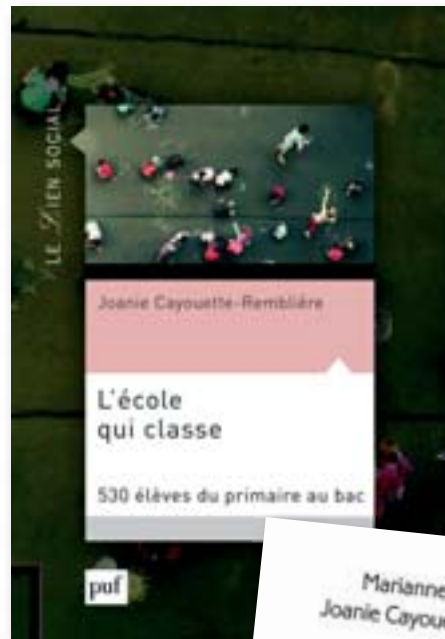 LE LIEN SOCIAL
Joanie Cayouette-Remblière
L'école
qui classe
530 élèves du primaire au bac
puf
Marianne
Joanie Cayou